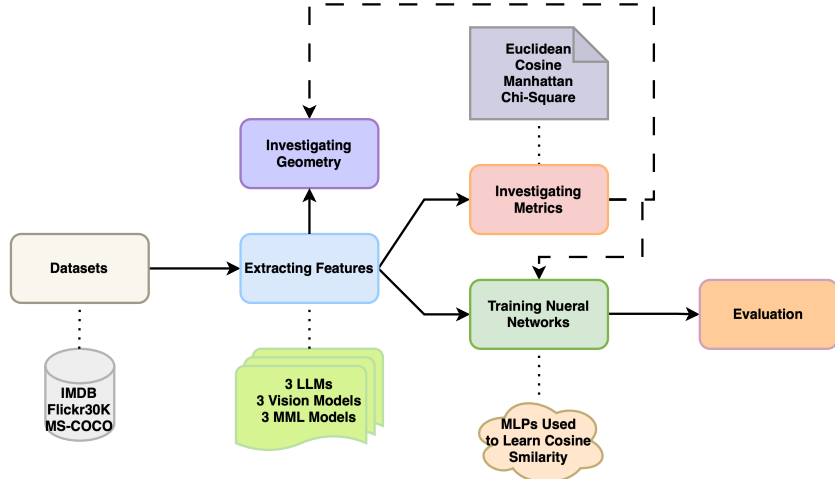 Euclidean
Cosine
Manhattan
Chi-Square
Investigating
Geometry
Investigating
Metrics
Datasets
Extracting Features
Training Nueral
Networks
Evaluation
IMDB
Flickr30K
MS-COCO
3 LLMs
3 Vision Models
3 MML Models
MLPs Used
to Learn Cosine
Smilarity